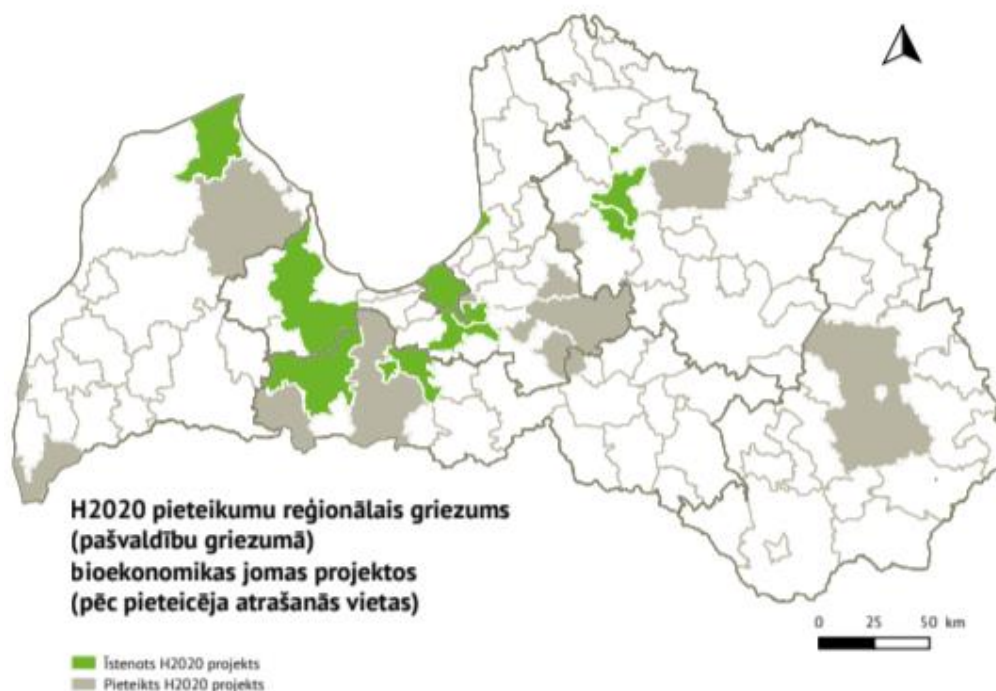 H2020 pieteikumu reģionālais griezums
(pašvaldību griezumā)
bioekonomikas jomas projektos
(pēc pieteicēja atrašanās vietas)
0 25 50 km
Īstenots H2020 projekts
Pieteikts H2020 projekts